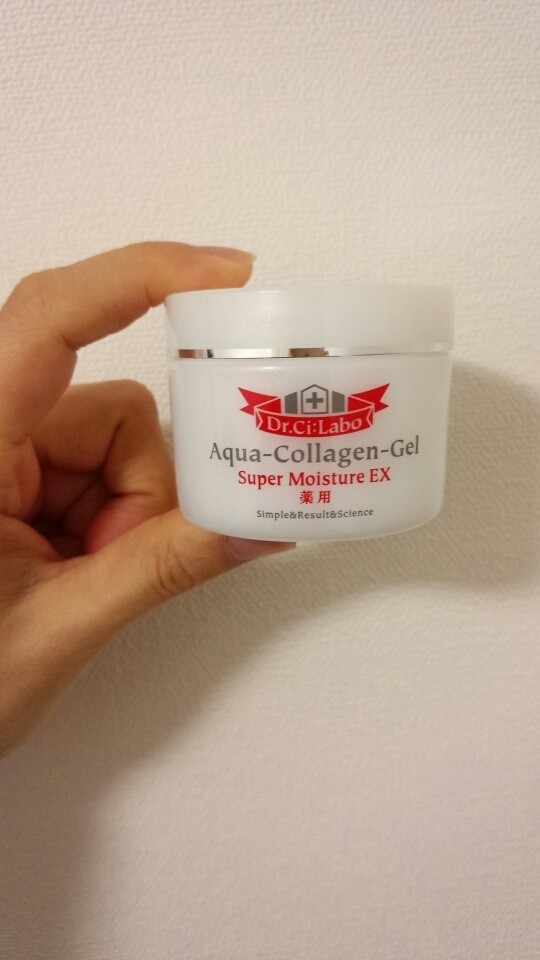 Dr.Ci:Labo
Aqua-Collagen-Gel
Super Moisture EX
薬用
Simple&Result&Science